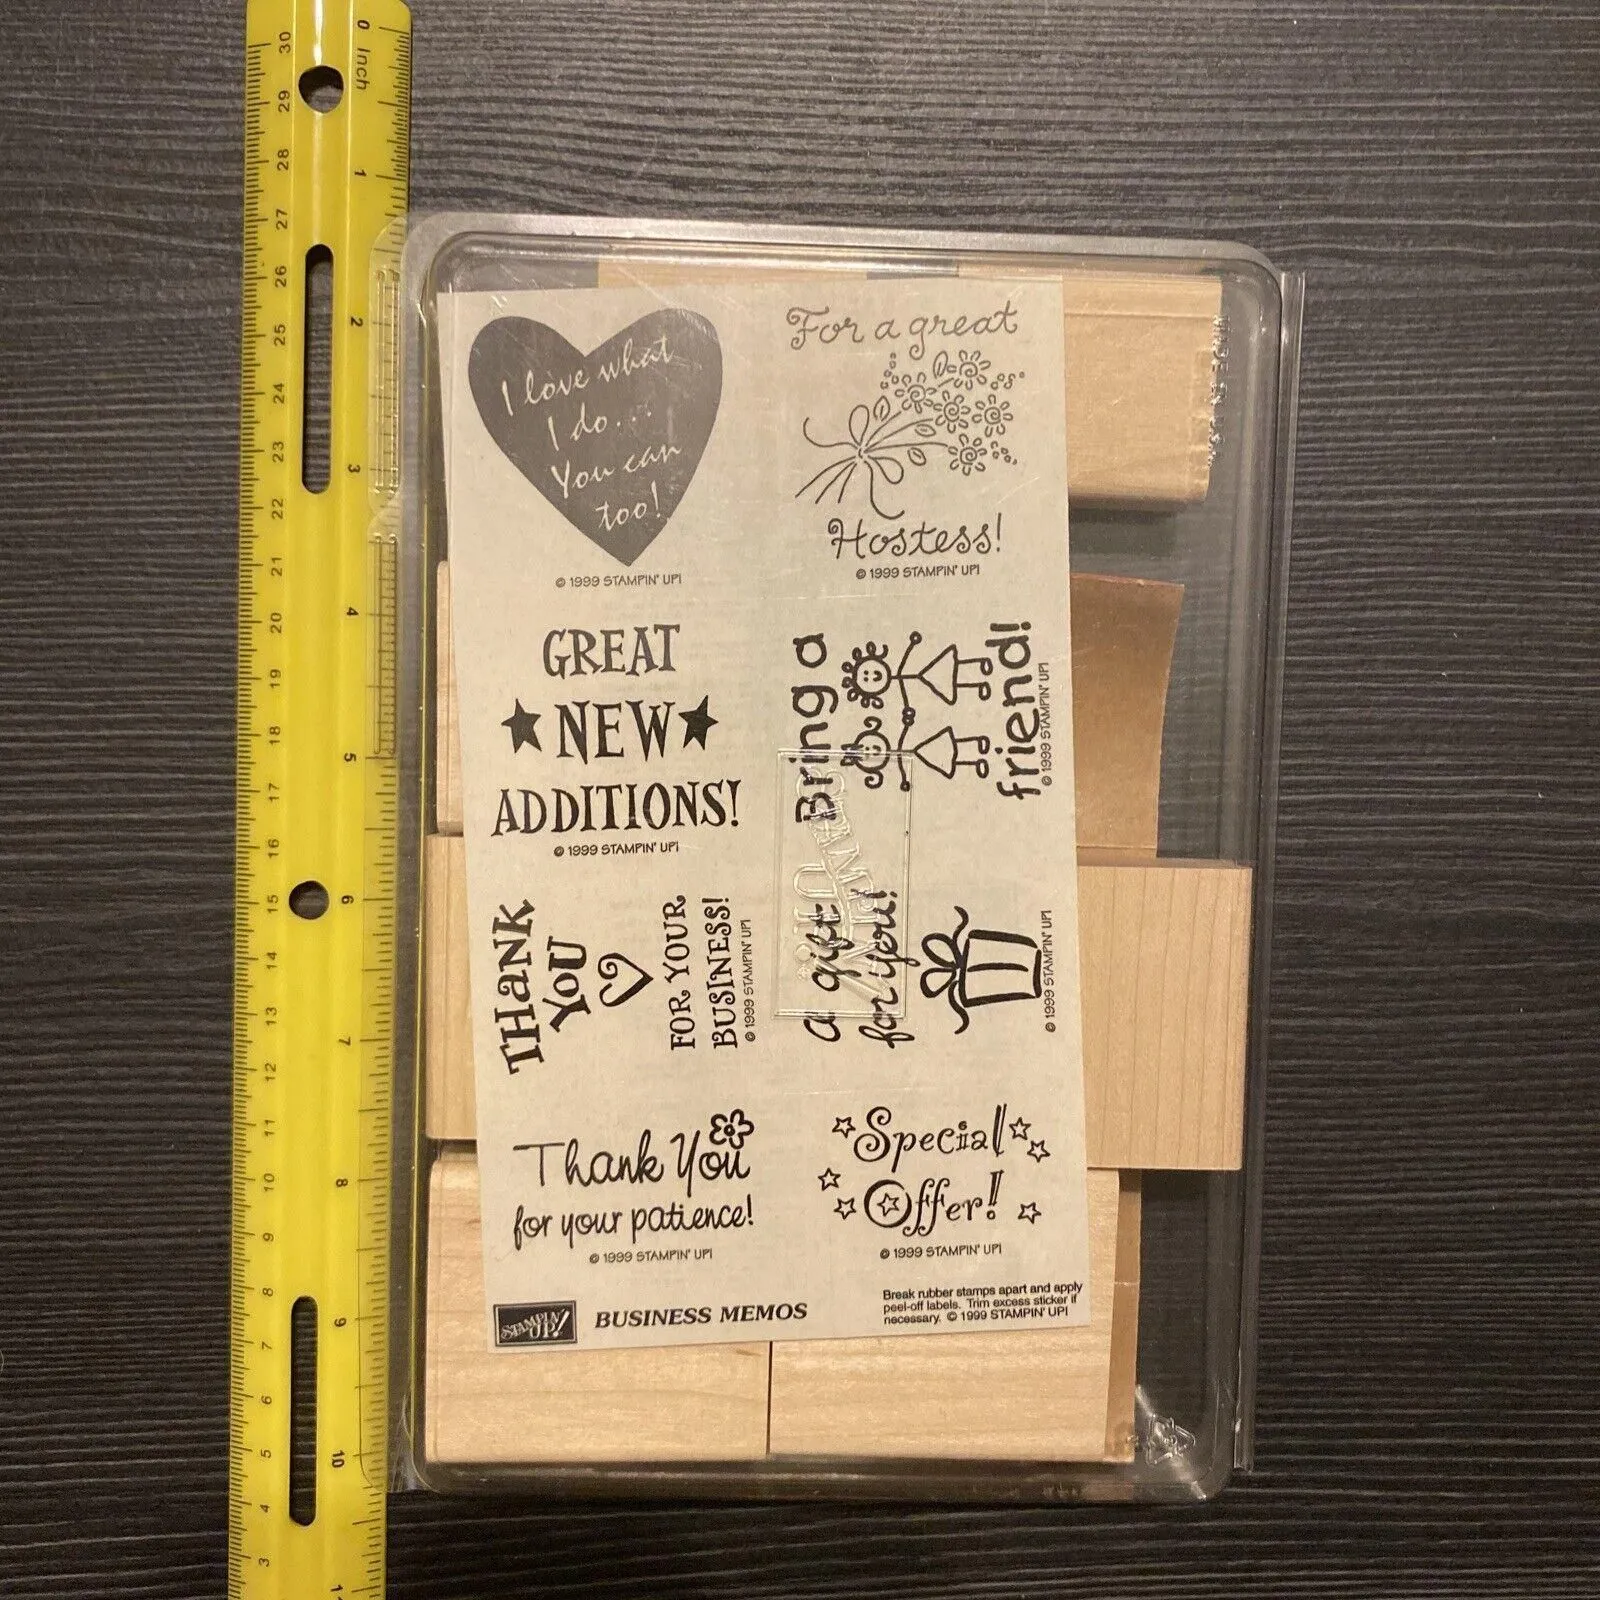 I love what
I do...
You can
too!
© 1999 STAMPIN' UP!
For a great
Hostess!
© 1999 STAMPIN' UP!
GREAT
NEW
ADDITIONS!
© 1999 STAMPIN' UP!
Bring a
friend!
© 1999 STAMPIN' UP!
THANK
YOU
FOR YOUR
BUSINESS!
© 1999 STAMPIN' UP!
a gift
for you!
© 1999 STAMPIN' UP!
Thank You
for your patience!
© 1999 STAMPIN' UP!
Special
Offer!
© 1999 STAMPIN' UP!
STAMPIN'
UP!
BUSINESS MEMOS
Break rubber stamps apart and apply
peel-off labels. Trim excess sticker if
necessary. © 1999 STAMPIN' UP!
STAMPIN'
UP!
0 Inch
1
2
3
4
5
6
7
8
9
10
30
29
28
27
26
25
24
23
22
21
20
19
18
17
16
15
14
13
12
11
10
9
8
7
6
5
4
3